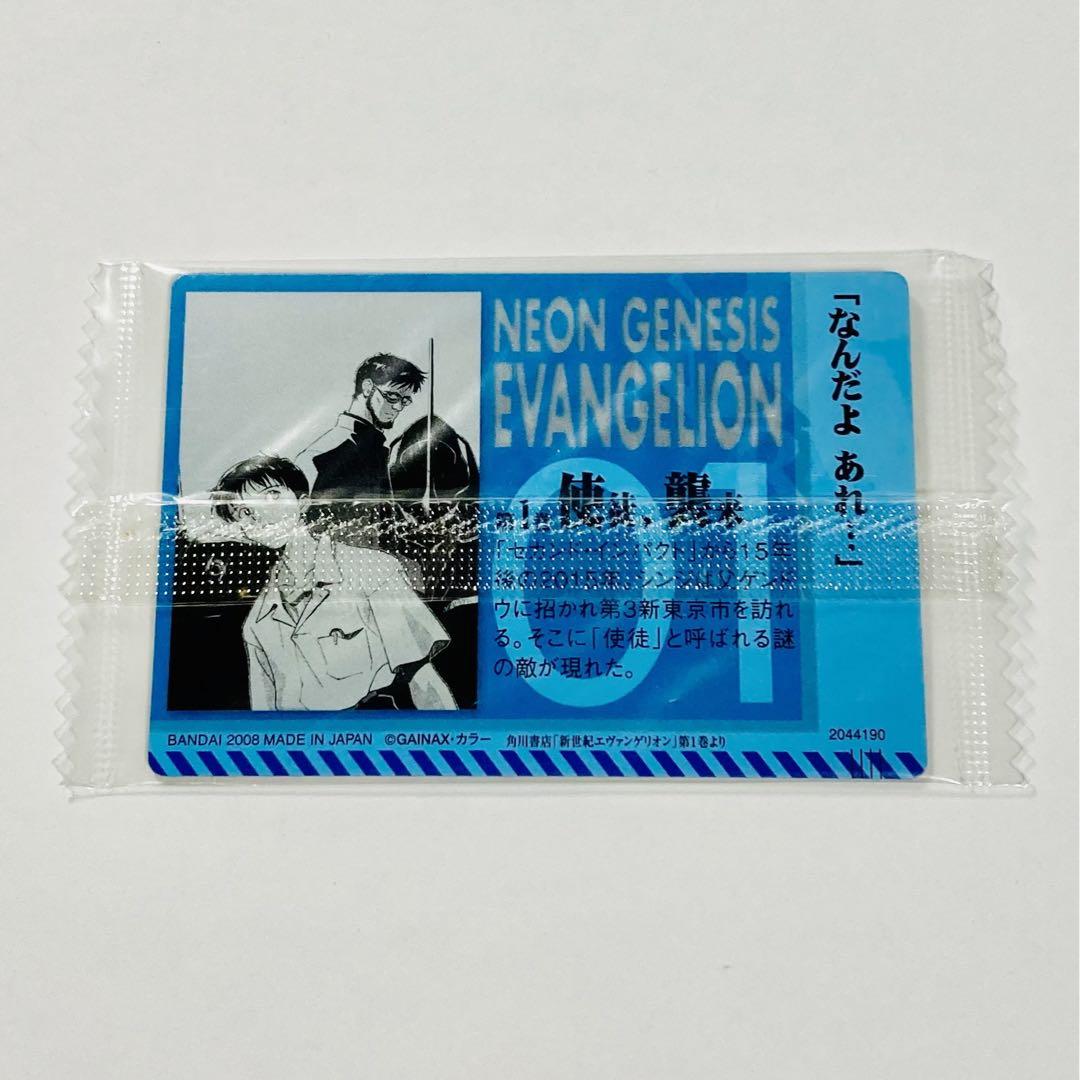 NEON GENESIS
EVANGELION
01
第1巻 使徒、襲来
「セカンド・インパクト」から15年
後の2015年、シンジは父ゲンド
ウに招かれ第3新東京市を訪れ
る。そこに「使徒」と呼ばれる謎
の敵が現れた。
「なんだよ あれ…」
BANDAI 2008 MADE IN JAPAN ©GAINAX・カラー 角川書店「新世紀エヴァンゲリオン」第1巻より
2044190